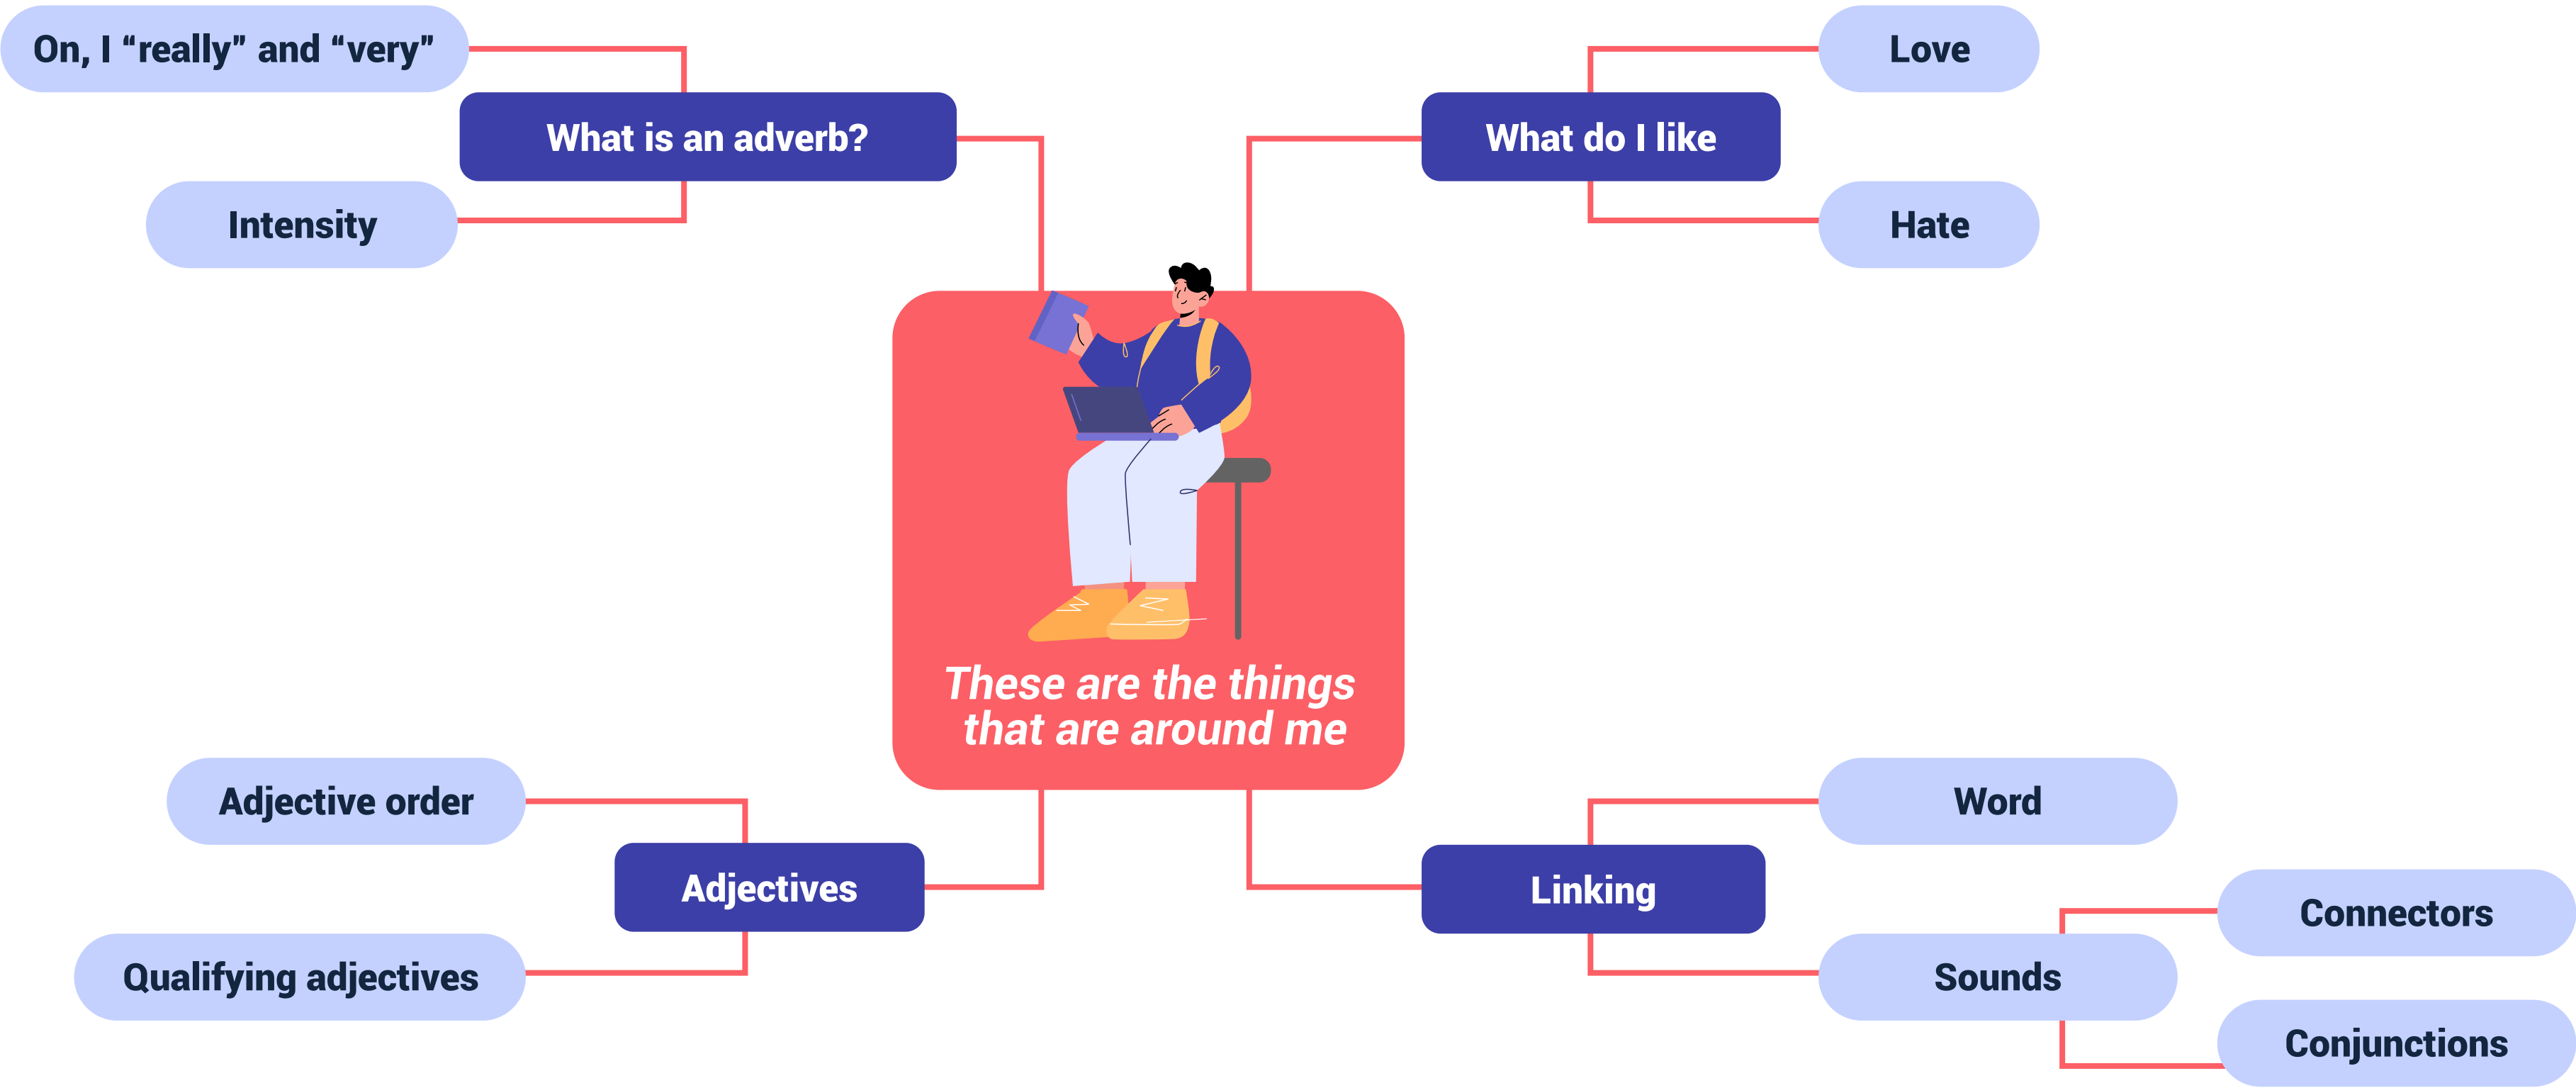 On, I “really” and “very”
What is an adverb?
Intensity
What do I like
Love
Hate
These are the things
that are around me
Adjective order
Adjectives
Qualifying adjectives
Word
Linking
Sounds
Connectors
Conjunctions